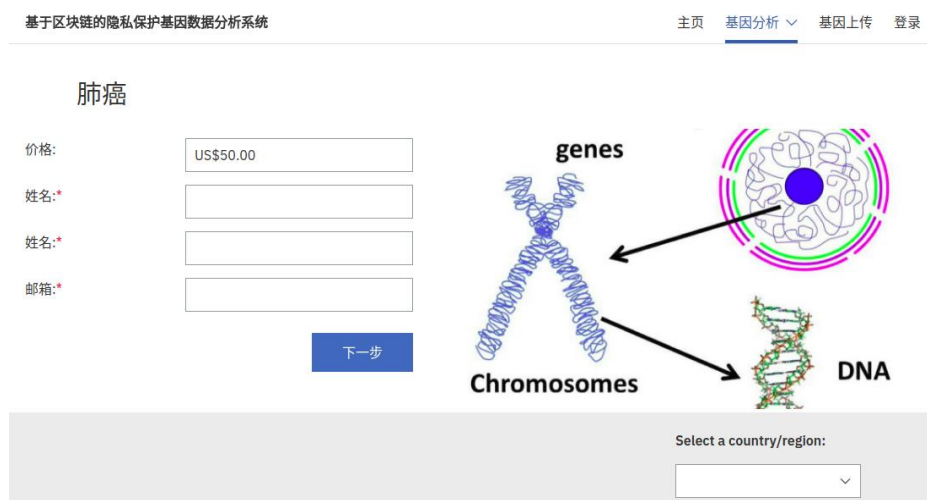 基于区块链的隐私保护基因数据分析系统
主页 基因分析 基因上传 登录
肺癌
价格: US$50.00
姓名:*
姓名:*
邮箱:*
下一步
genes
Chromosomes
DNA
Select a country/region: